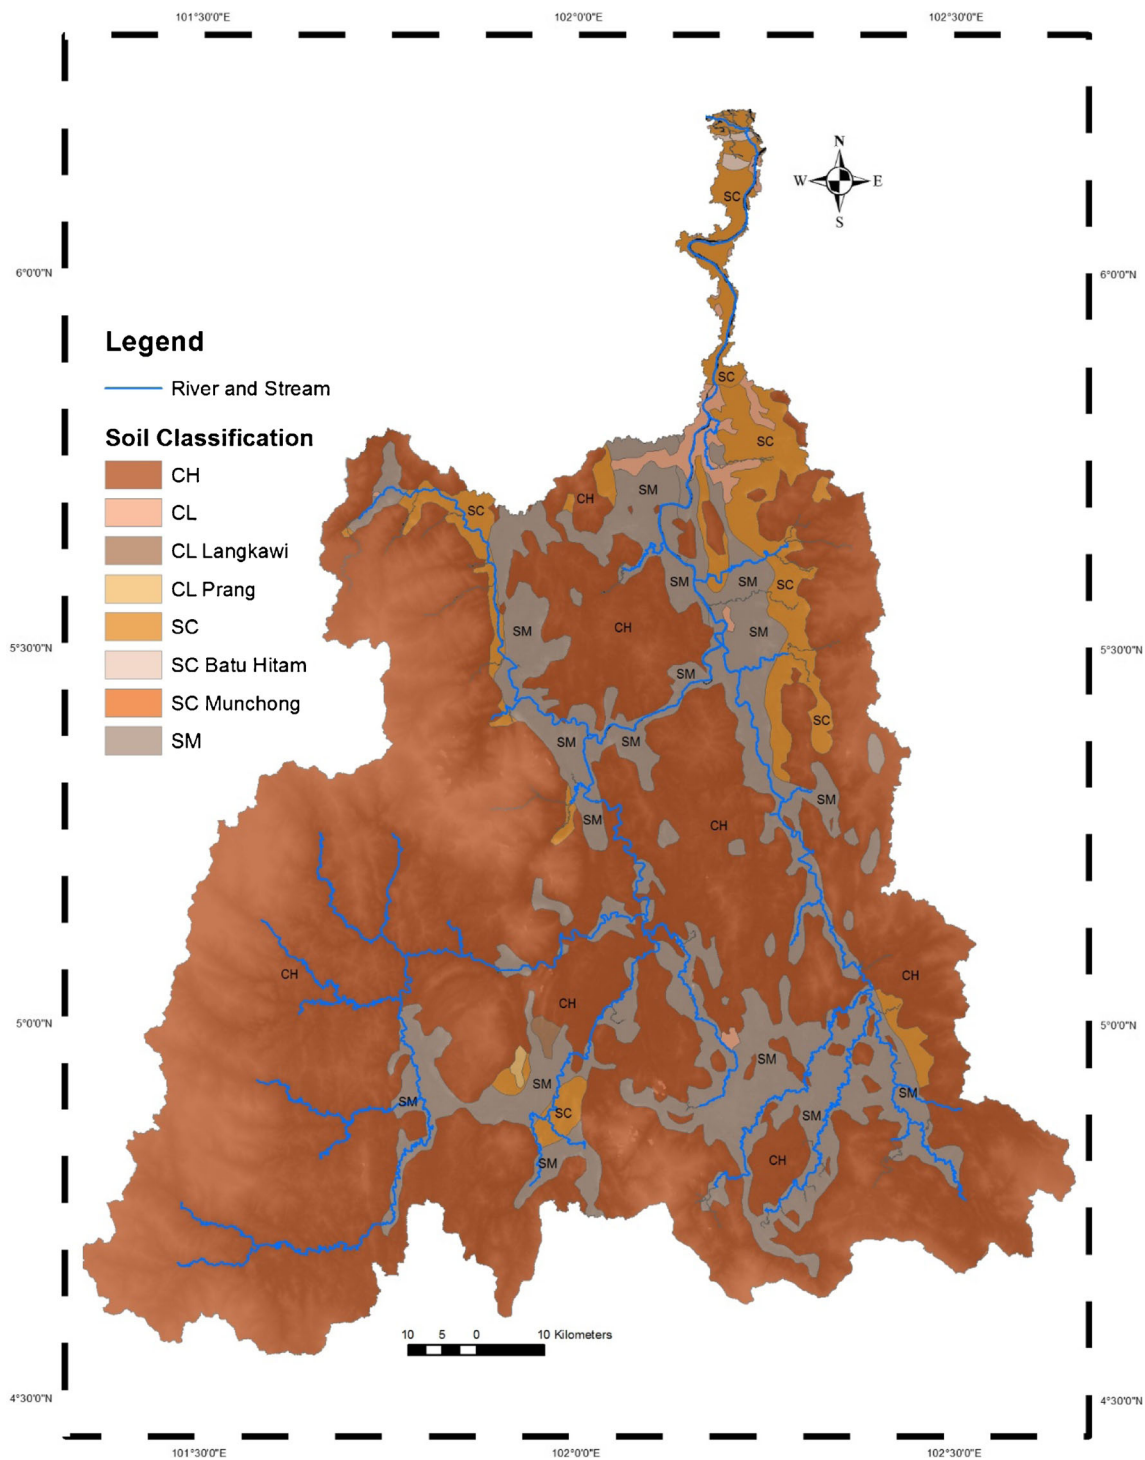 101°30'0"E
102°0'0"E
102°30'0"E
N
W
E
S
SC
6°0'0"N
6°0'0"N
Legend
River and Stream
Soil Classification
CH
CL
CL Langkawi
CL Prang
SC
SC Batu Hitam
SC Munchong
SM
SC
SC
SM
CH
SC
SM
SM
SC
CH
SM
SM
5°30'0"N
5°30'0"N
SM
SC
SM
SM
SM
SM
CH
CH
CH
CH
5°0'0"N
5°0'0"N
SM
SM
SM
SM
SC
SM
CH
SM
10
5
0
10 Kilometers
4°30'0"N
4°30'0"N
101°30'0"E
102°0'0"E
102°30'0"E